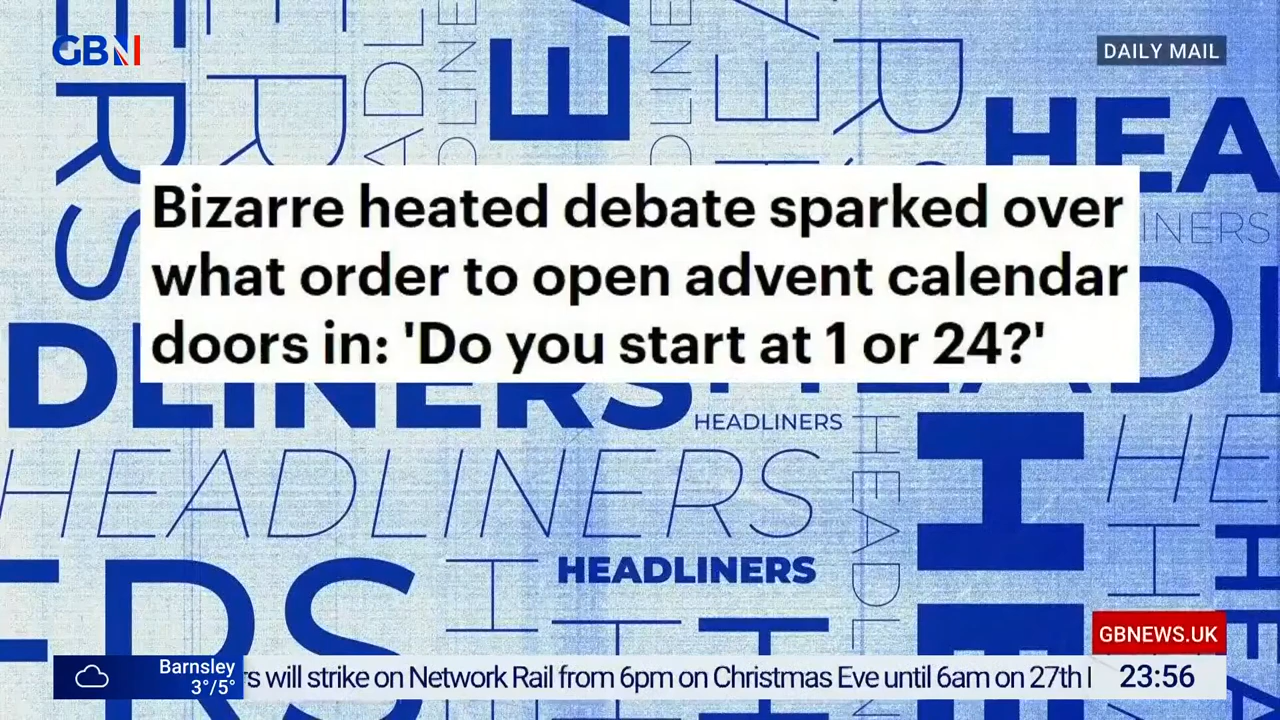 GBN
DAILY MAIL
Bizarre heated debate sparked over
what order to open advent calendar
doors in: 'Do you start at 1 or 24?'
HEADLINERS
HEADLINERS
HEADLINERS
GBNEWS.UK
Barnsley
3°/5°
rs will strike on Network Rail from 6pm on Christmas Eve until 6am on 27th
23:56